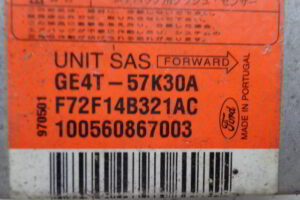 UNIT SAS FORWARD
GE4T-57K30A
F72F14B321AC
100560867003
970501
Ford
MADE IN PORTUGAL